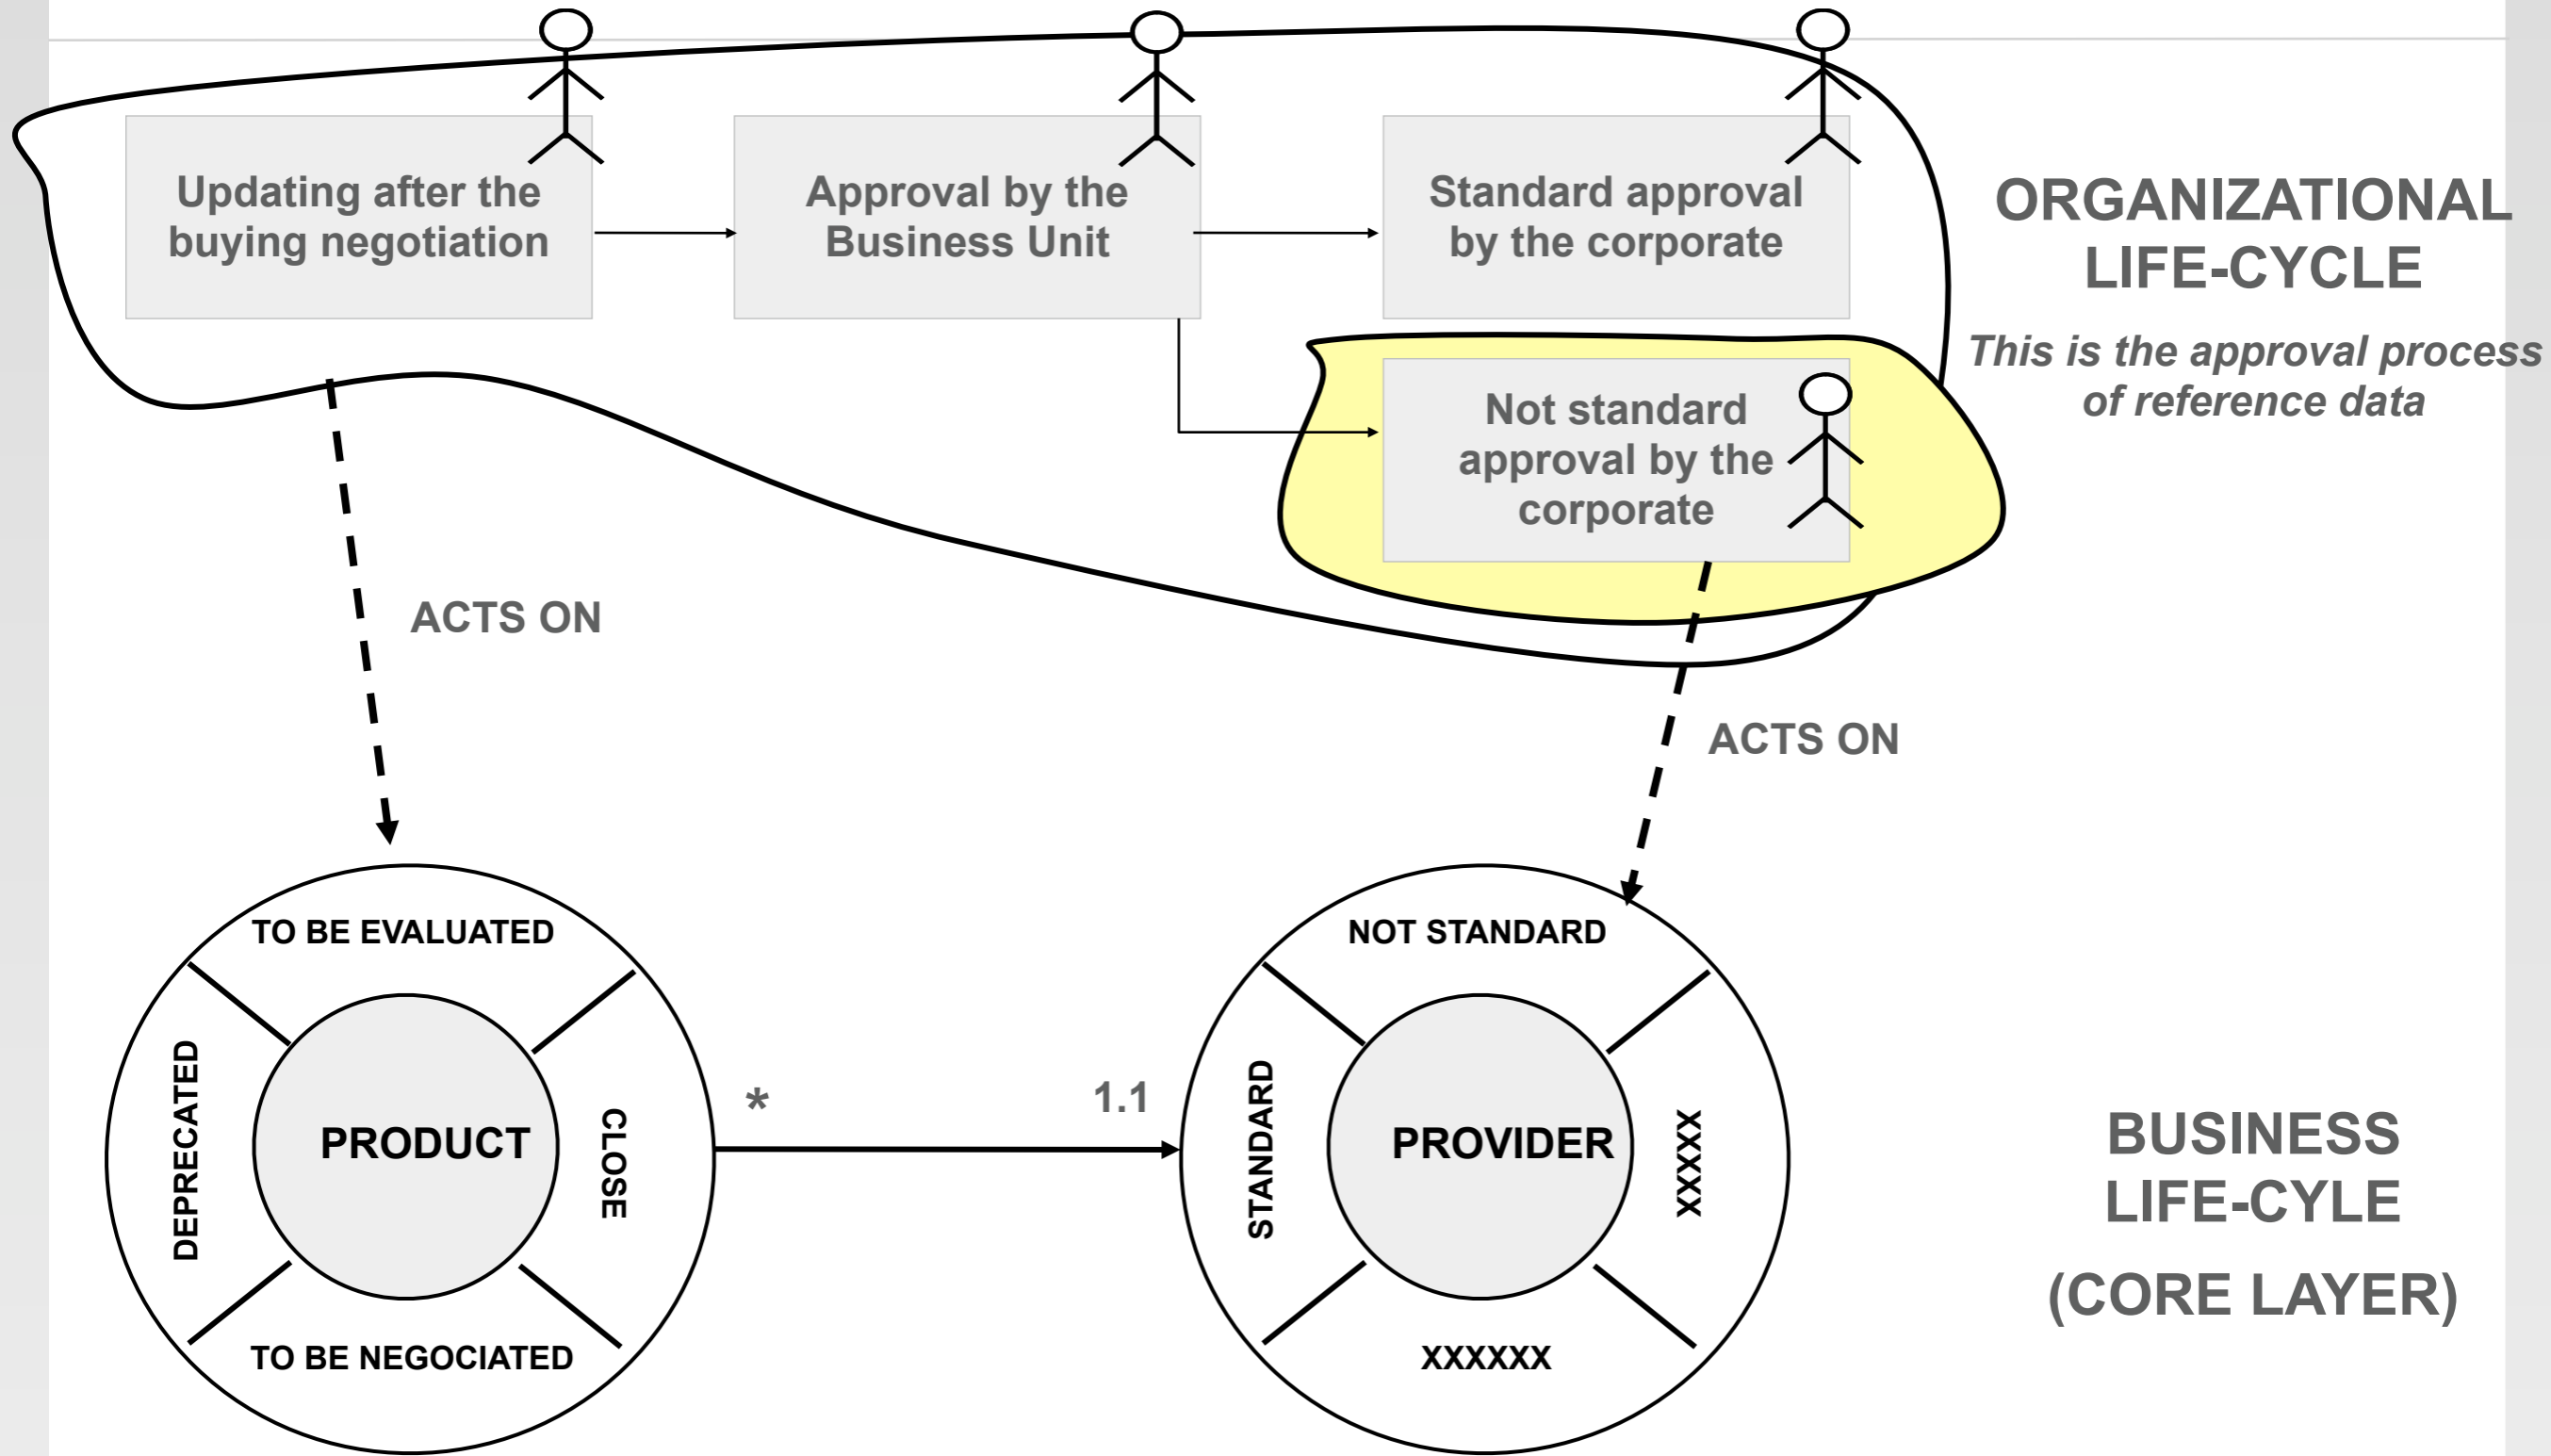 Updating after the
buying negotiation
Approval by the
Business Unit
Standard approval
by the corporate
ORGANIZATIONAL
LIFE-CYCLE
This is the approval process
of reference data
Not standard
approval by the
corporate
ACTS ON
ACTS ON
TO BE EVALUATED
DEPRECATED
PRODUCT
CLOSE
TO BE NEGOCIATED
*
1.1
NOT STANDARD
STANDARD
PROVIDER
XXXXX
XXXXXX
BUSINESS
LIFE-CYLE
(CORE LAYER)